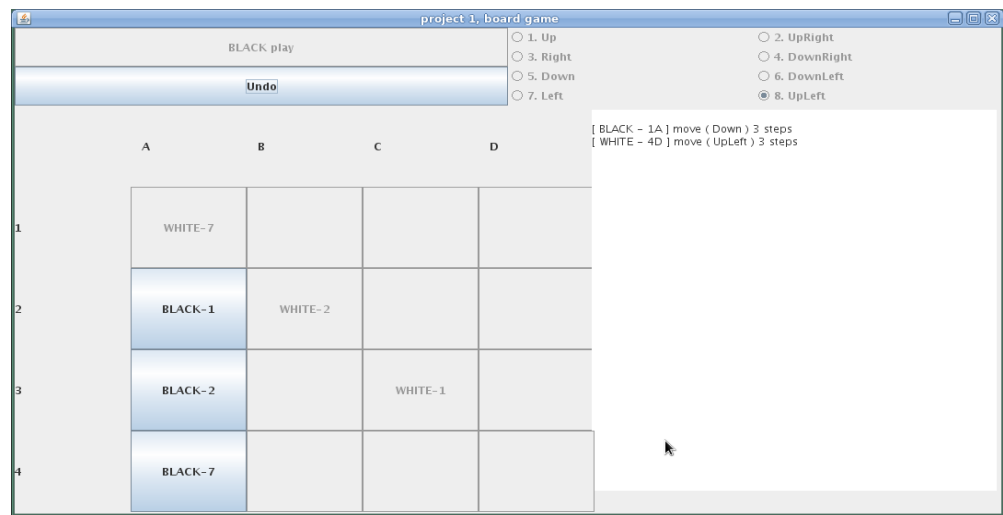 project 1, board game
BLACK play
Undo
1. Up
2. UpRight
3. Right
4. DownRight
5. Down
6. DownLeft
7. Left
8. UpLeft
[ BLACK - 1A ] move ( Down ) 3 steps
[ WHITE - 4D ] move ( UpLeft ) 3 steps
A B C D
1 WHITE-7
2 BLACK-1 WHITE-2
3 BLACK-2 WHITE-1
4 BLACK-7